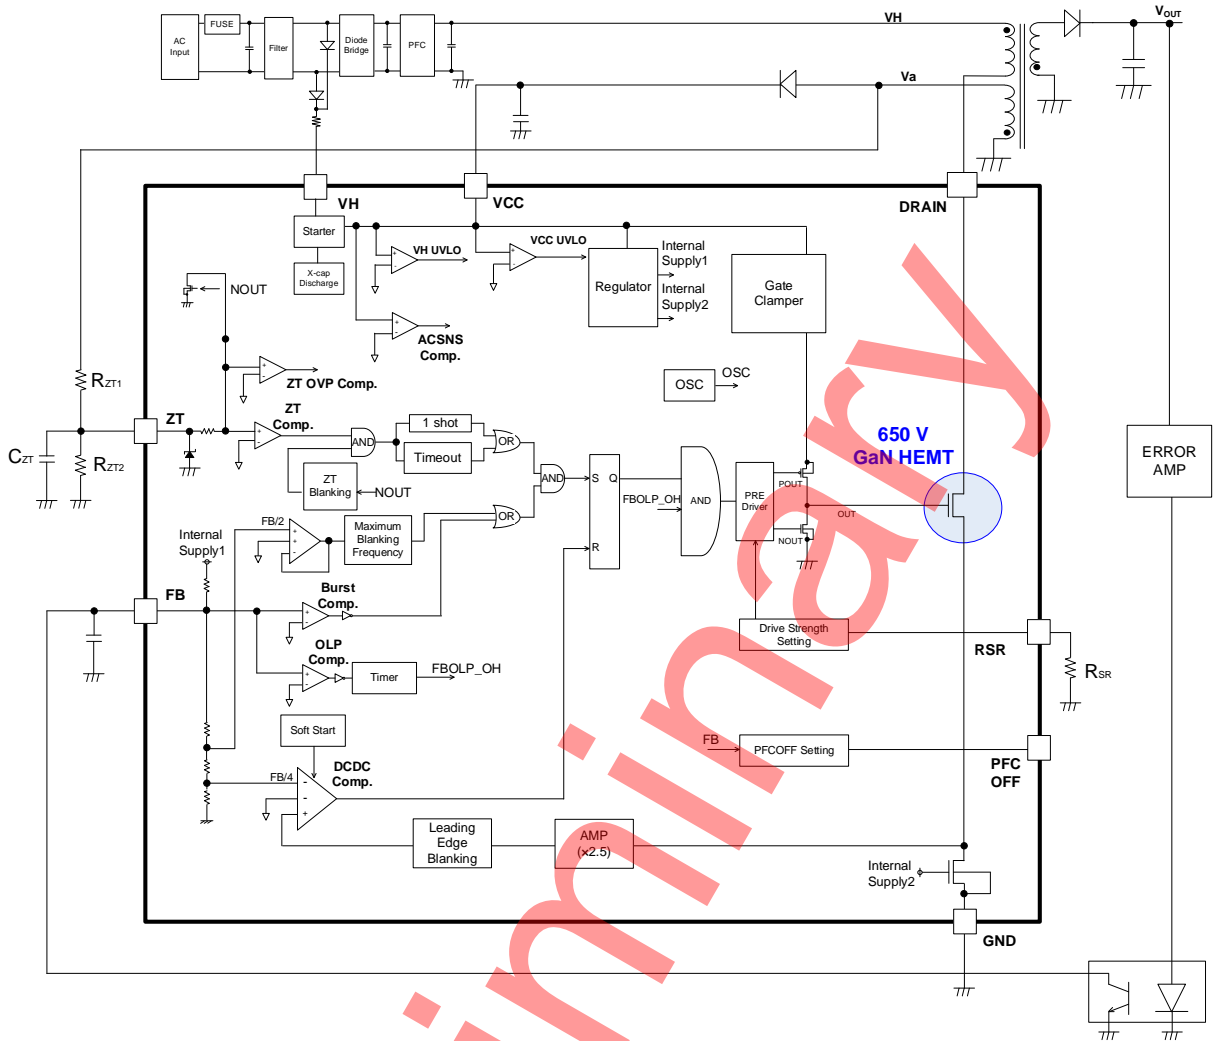 AC
Input
FUSE
Filter
Diode
Bridge
PFC
VH
Va
VOUT
VH
VCC
DRAIN
Starter
X-cap
Discharge
VH UVLO
VCC UVLO
Regulator
Internal
Supply1
Internal
Supply2
Gate
Clamper
NOUT
ACSNS
Comp.
ZT OVP Comp.
OSC
OSC
RZT1
ZT
ZT
Comp.
AND
1 shot
Timeout
OR
CZT
RZT2
ZT
Blanking
NOUT
AND
S
Q
R
FBOLP_OH
AND
PRE
Driver
POUT
NOUT
OUT
650 V
GaN HEMT
ERROR
AMP
Internal
Supply1
FB/2
Maximum
Blanking
Frequency
OR
FB
Burst
Comp.
OLP
Comp.
Timer
FBOLP_OH
Drive Strength
Setting
RSR
RSR
Soft Start
FB/4
DCDC
Comp.
FB
PFCOFF Setting
PFC
OFF
Leading
Edge
Blanking
AMP
(×2.5)
Internal
Supply2
GND
iminary